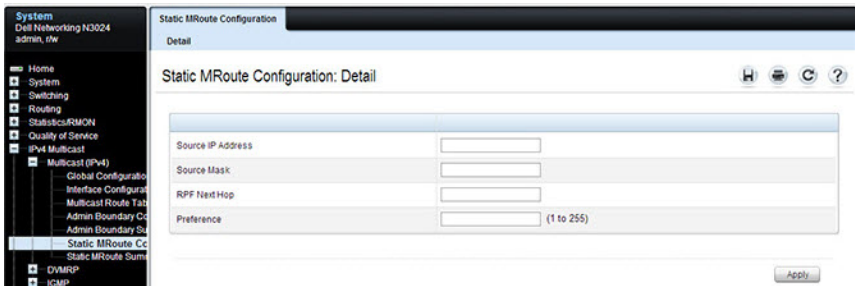 System
Dell Networking N3024
admin, r/w
Home
System
Switching
Routing
Statistics/RMON
Quality of Service
IPv4 Multicast
Multicast (IPv4)
Global Configuratio
Interface Configurat
Multicast Route Tab
Admin Boundary Co
Admin Boundary Su
Static MRoute Cc
Static MRoute Sum
DVMRP
IGMP
Static MRoute Configuration
Detail
Static MRoute Configuration: Detail
H C ?
Source IP Address
Source Mask
RPF Next Hop
Preference (1 to 255)
Apply